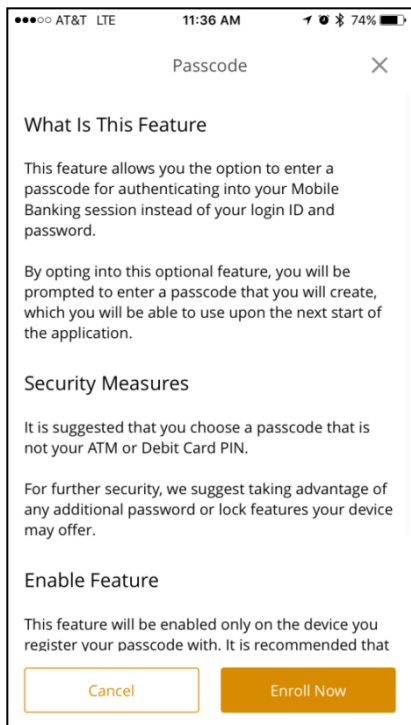 AT&T LTE 11:36 AM 74%
Passcode
What Is This Feature
This feature allows you the option to enter a
passcode for authenticating into your Mobile
Banking session instead of your login ID and
password.
By opting into this optional feature, you will be
prompted to enter a passcode that you will create,
which you will be able to use upon the next start of
the application.
Security Measures
It is suggested that you choose a passcode that is
not your ATM or Debit Card PIN.
For further security, we suggest taking advantage of
any additional password or lock features your device
may offer.
Enable Feature
This feature will be enabled only on the device you
register your passcode with. It is recommended that
Cancel Enroll Now